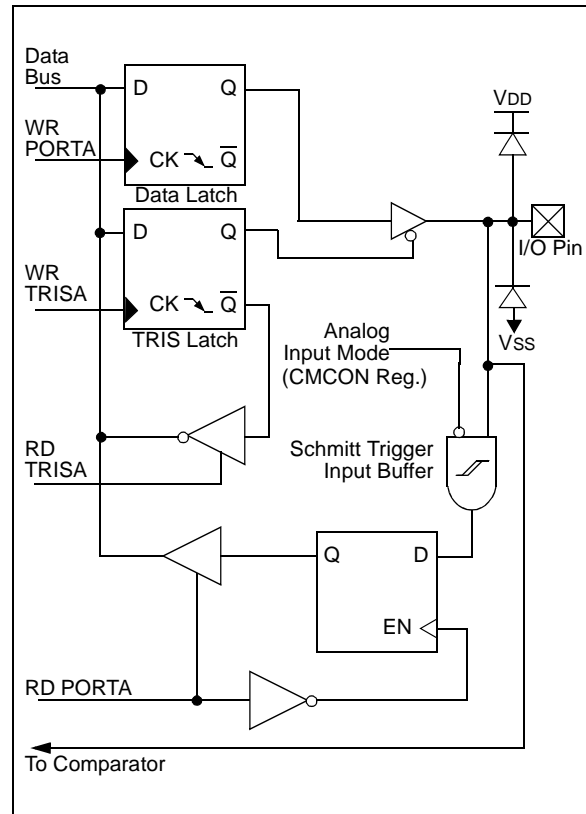 Data
Bus
D Q
VDD
WR
PORTA
CK Q
Data Latch
D Q
I/O Pin
WR
TRISA
CK Q
TRIS Latch
VSS
Analog
Input Mode
(CMCON Reg.)
Schmitt Trigger
Input Buffer
RD
TRISA
Q D
EN
RD PORTA
To Comparator